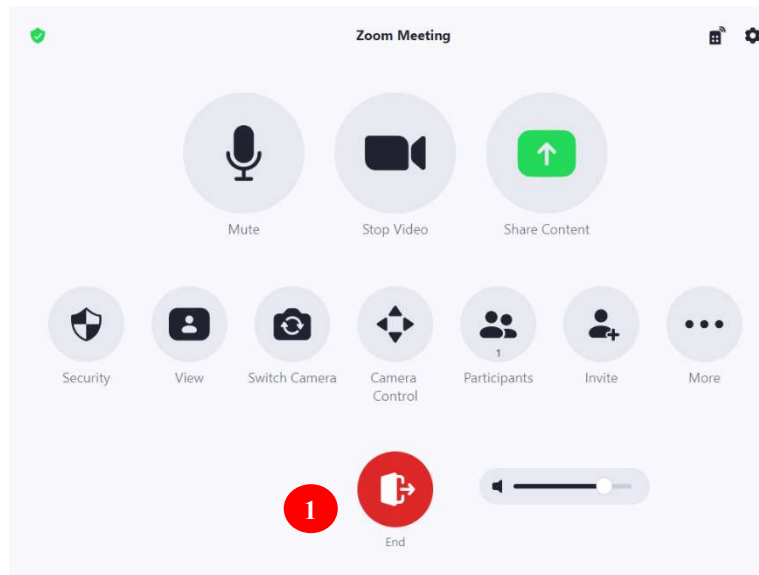 Zoom Meeting
Mute
Stop Video
Share Content
1
Security
View
Switch Camera
Camera
Control
Participants
Invite
More
1
End